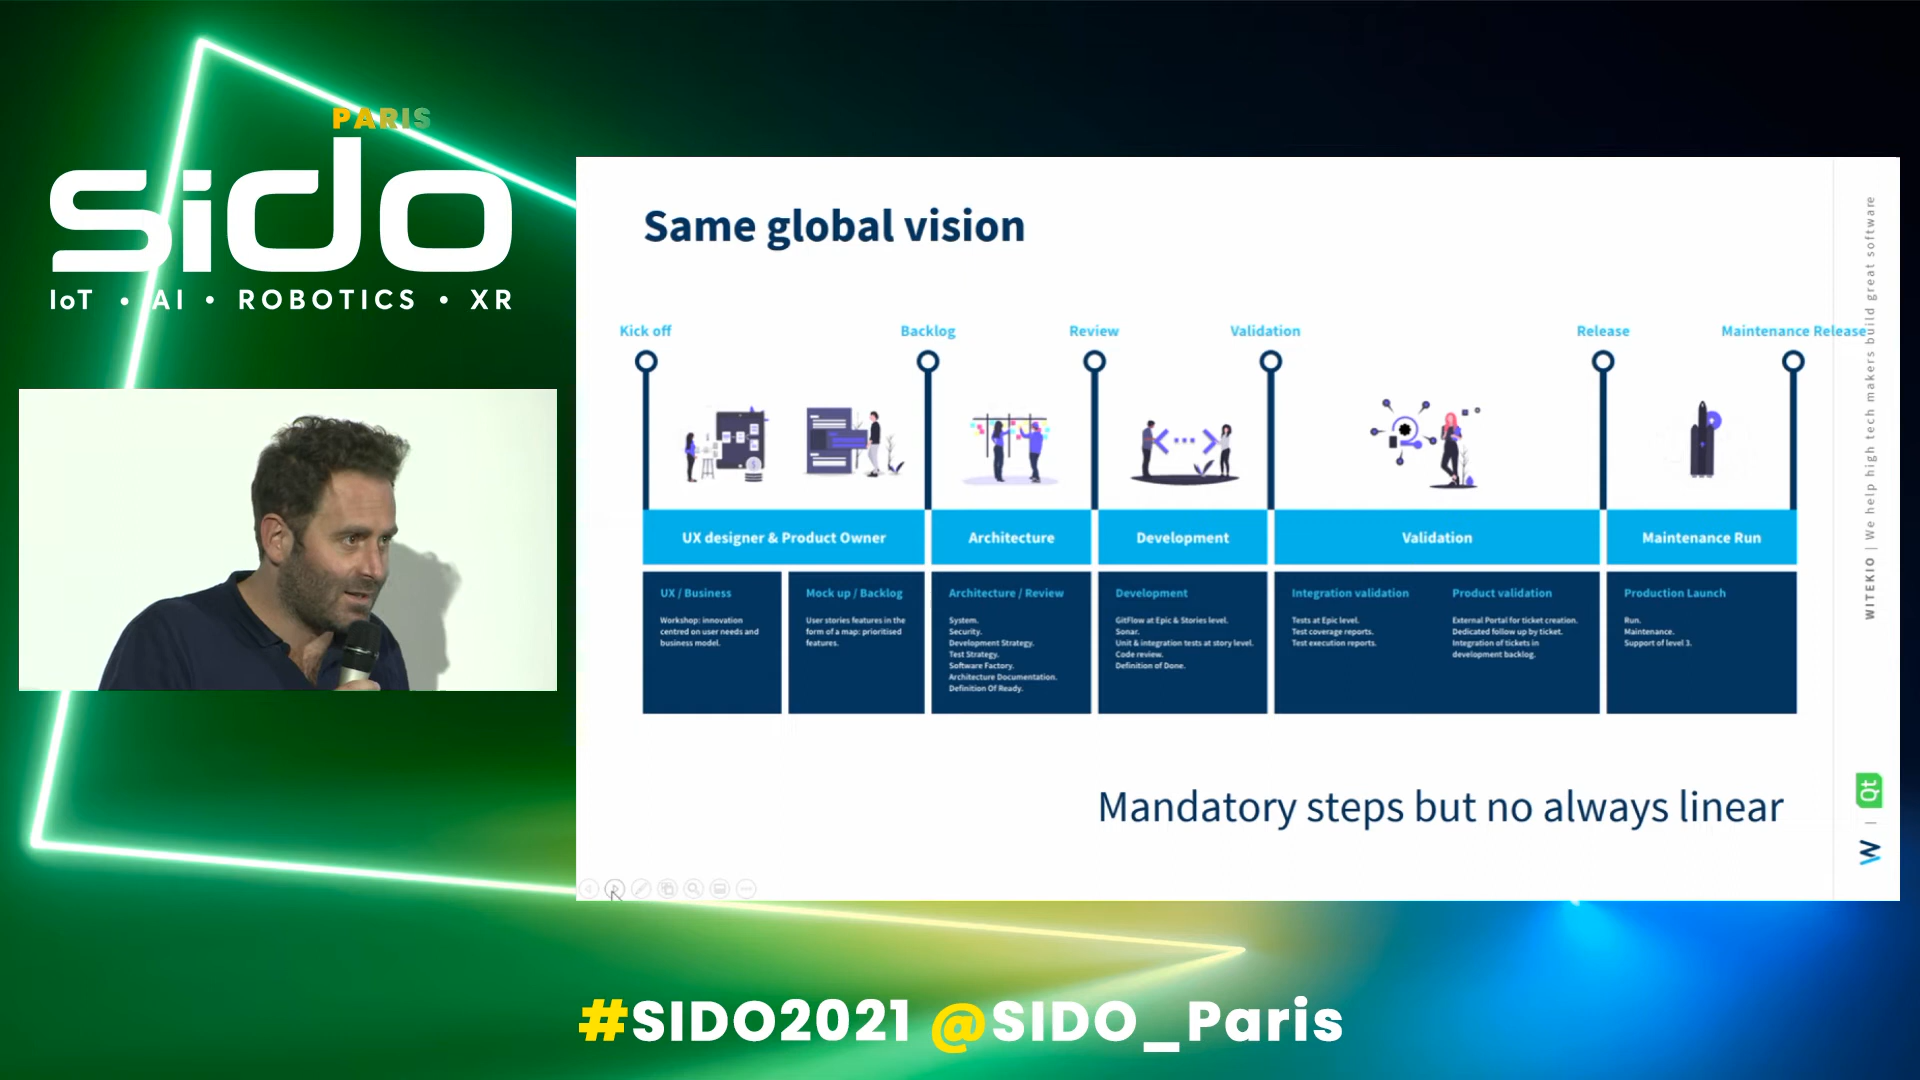 PARIS
sido
IoT • AI • ROBOTICS • XR
Same global vision
Kick off
Backlog
Review
Validation
Release
Maintenance Release
UX designer & Product Owner
Architecture
Development
Validation
Maintenance Run
UX / Business
Workshop: innovation
centred on user needs and
business model.
Mock up / Backlog
User stories features in the
form of a map: prioritised
features.
Architecture / Review
System.
Security.
Development Strategy.
Test Strategy.
Software Factory.
Architecture Documentation.
Definition Of Ready.
Development
GitFlow at Epic & Stories level.
Sonar.
Unit & integration tests at story level.
Code review.
Definition of Done.
Integration validation
Tests at Epic level.
Test coverage reports.
Test execution reports.
Product validation
External Portal for ticket creation.
Dedicated follow up by ticket.
Integration of tickets in
development backlog.
Production Launch
Run.
Maintenance.
Support of level 3.
Mandatory steps but no always linear
WITEKIO | We help high tech makers build great software
W | Qt
#SIDO2021 @SIDO_Paris